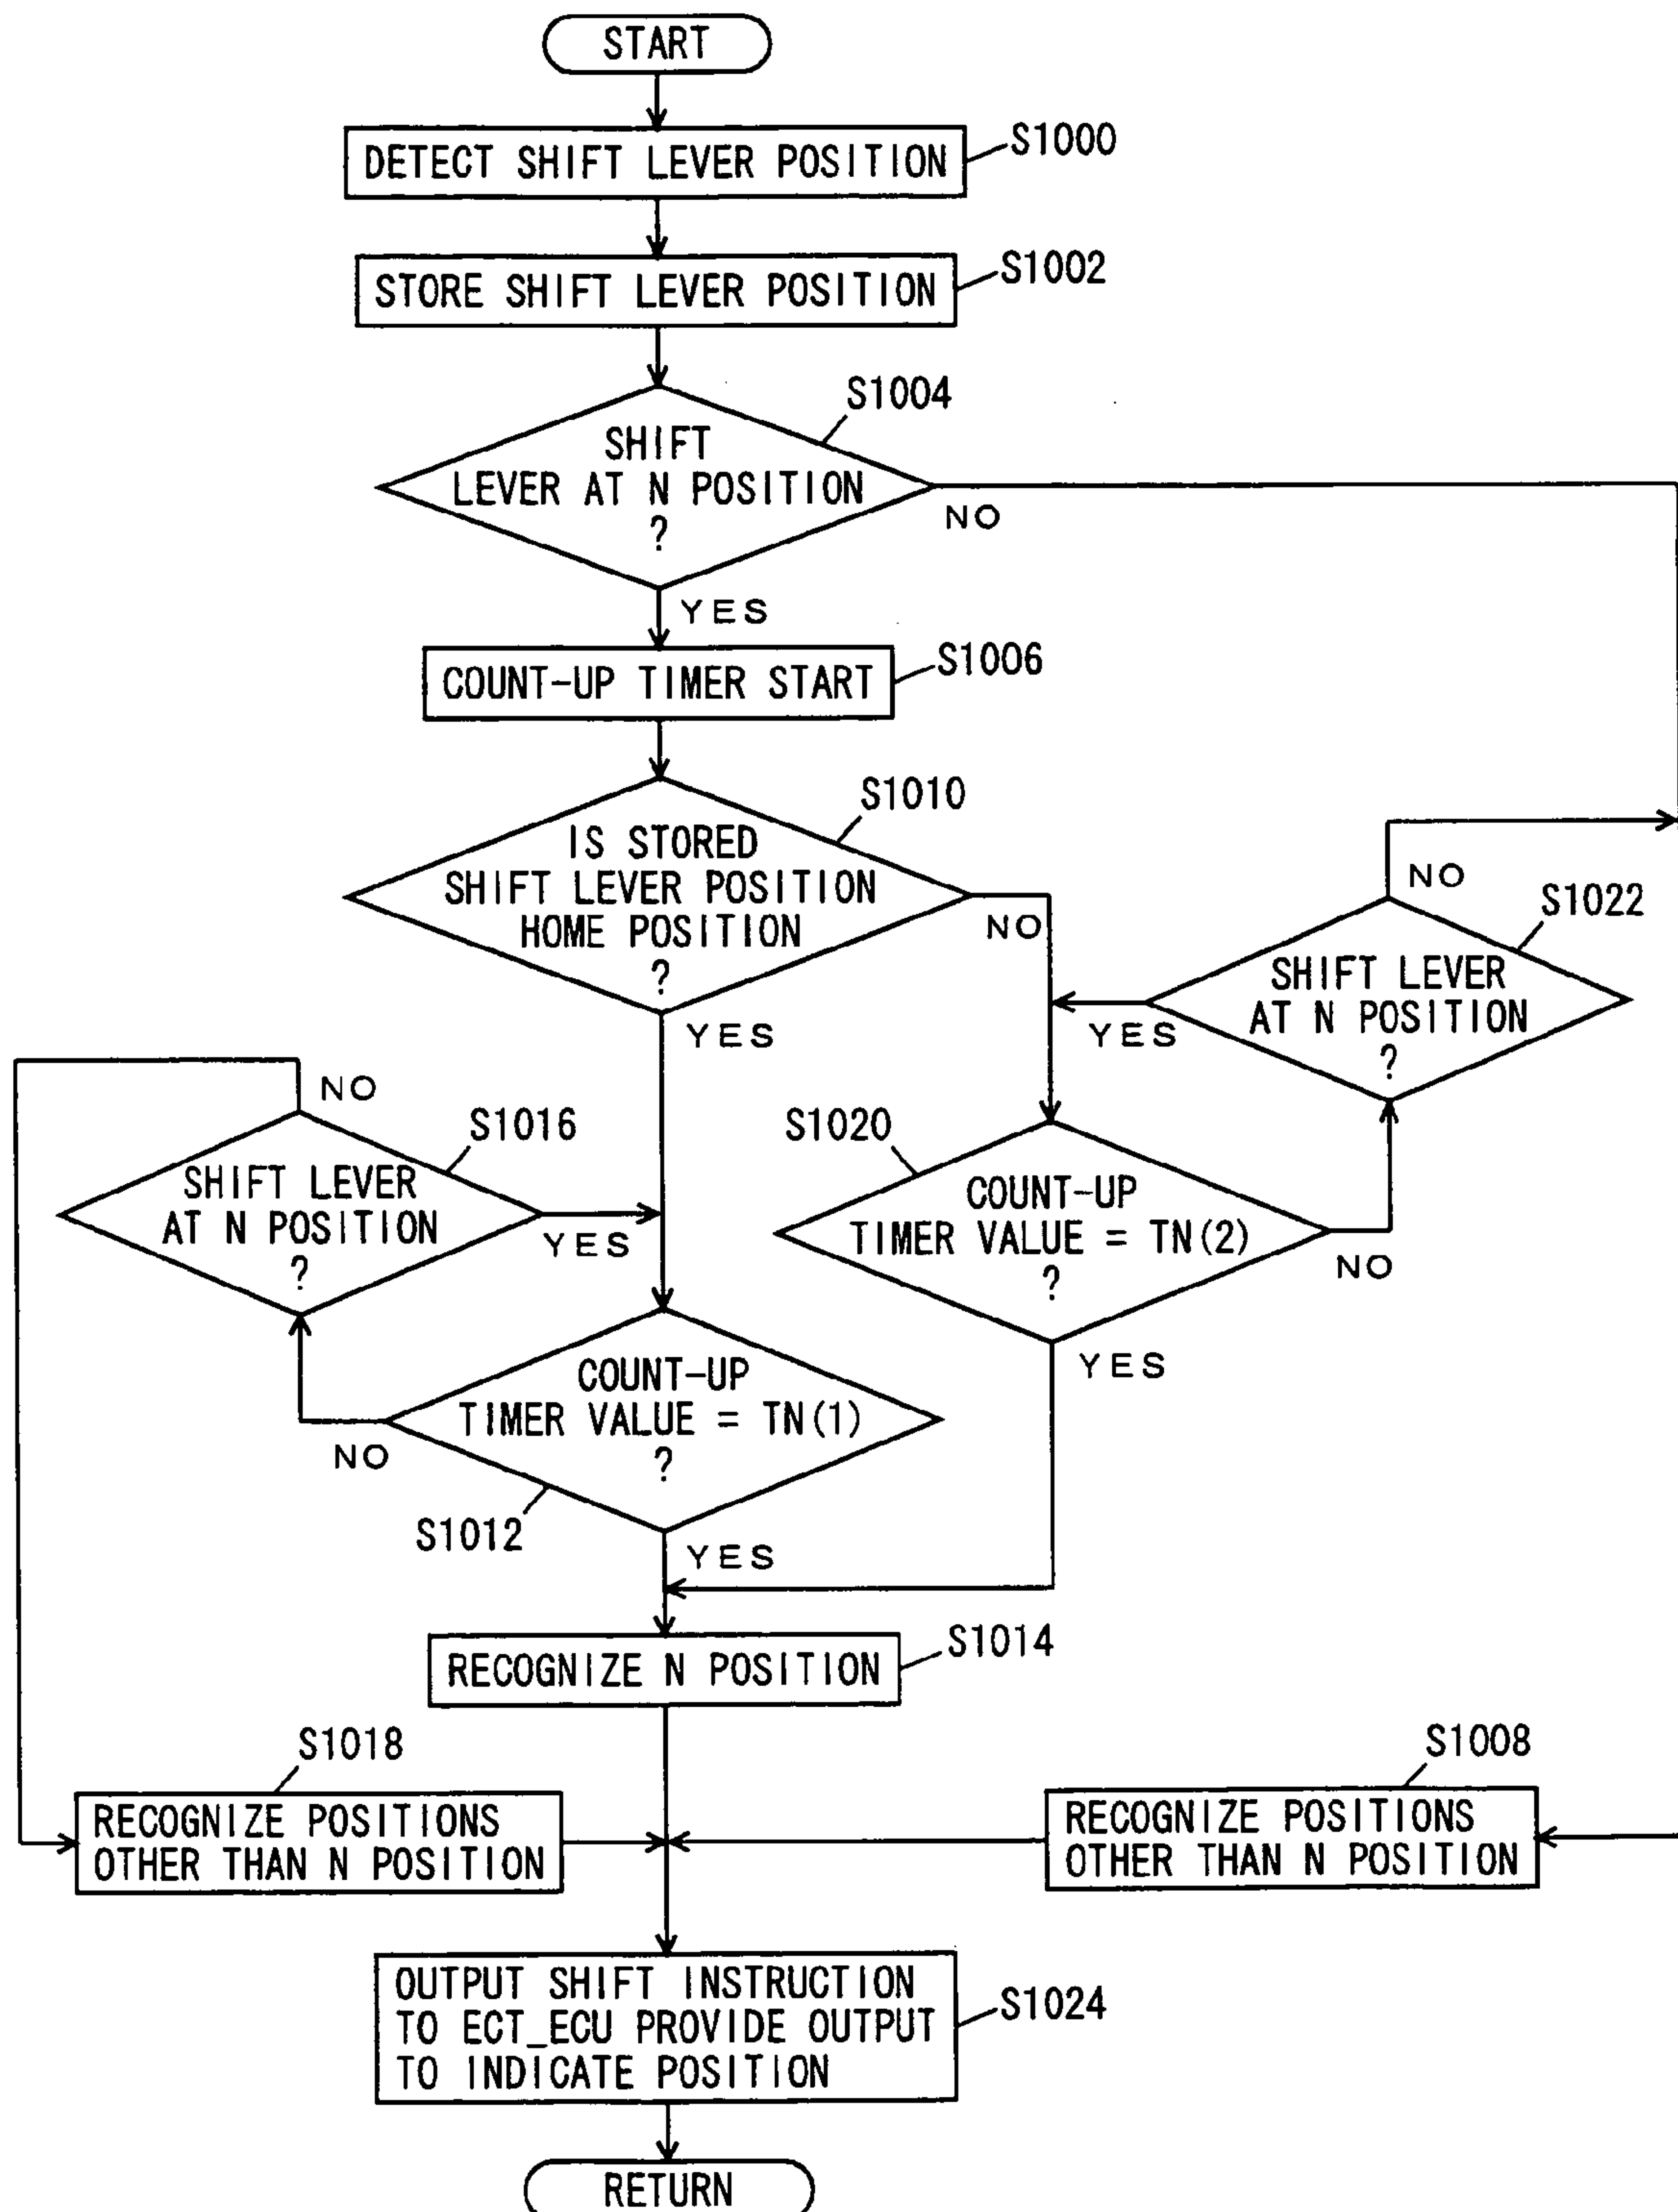 START
DETECT SHIFT LEVER POSITION
S1000
STORE SHIFT LEVER POSITION
S1002
S1004
SHIFT
LEVER AT N POSITION
?
NO
YES
COUNT-UP TIMER START
S1006
S1010
IS STORED
SHIFT LEVER POSITION
HOME POSITION
?
NO
YES
NO
S1022
SHIFT LEVER
AT N POSITION
?
YES
NO
S1016
SHIFT LEVER
AT N POSITION
?
YES
S1020
COUNT-UP
TIMER VALUE = TN(2)
?
NO
YES
COUNT-UP
TIMER VALUE = TN(1)
?
NO
S1012
YES
RECOGNIZE N POSITION
S1014
S1018
RECOGNIZE POSITIONS
OTHER THAN N POSITION
S1008
RECOGNIZE POSITIONS
OTHER THAN N POSITION
OUTPUT SHIFT INSTRUCTION
TO ECT_ECU PROVIDE OUTPUT
TO INDICATE POSITION
S1024
RETURN